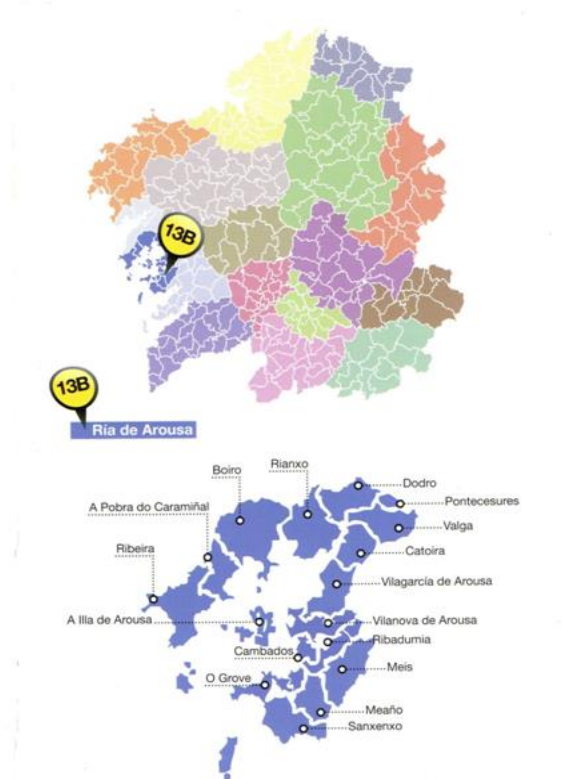 13B
13B
Ría de Arousa
Rianxo
Boiro
Dodro
Pontecesures
A Pobra do Caramiñal
Valga
Ribeira
Catoira
Vilagarcía de Arousa
A Illa de Arousa
Vilanova de Arousa
Ribadumia
Cambados
Meis
O Grove
Meaño
Sanxenxo